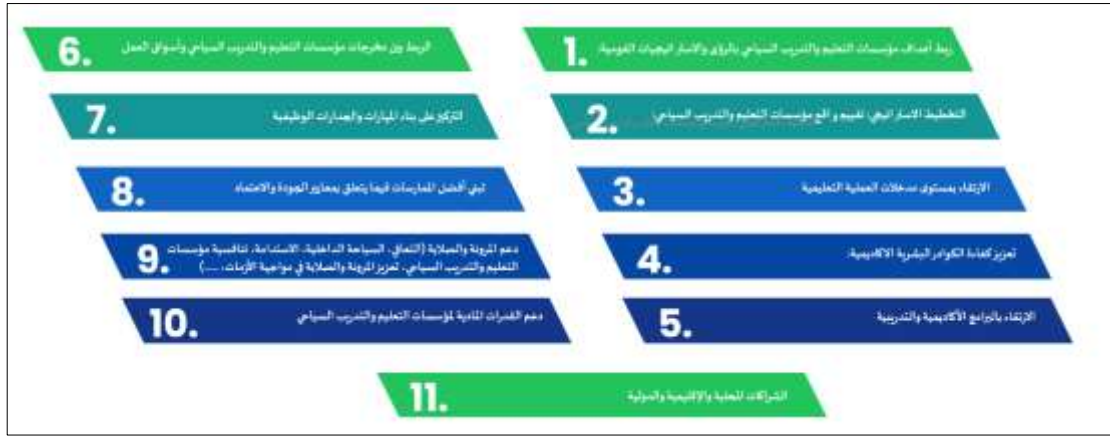 1.
ربط أهداف مؤسسات التعليم والتدريب السياحي بالرؤى والاستراتيجيات القومية:
2.
التخطيط الاستراتيجي: تقييم واقع مؤسسات التعليم والتدريب السياحي:
3.
الارتقاء بمستوى مدخلات العملية التعليمية
4.
تعزيز كفاءة الكوادر البشرية الأكاديمية:
5.
الارتقاء بالبرامج الأكاديمية والتدريبية
6.
الربط بين مخرجات مؤسسات التعليم والتدريب السياحي وأسواق العمل
7.
التركيز على بناء المهارات والجدارات الوظيفية
8.
تبني أفضل الممارسات فيما يتعلق بمعايير الجودة والاعتماد
9.
دعم المرونة والصلابة (التعافي، السياحة الداخلية، الاستدامة، تنافسية مؤسسات
التعليم والتدريب السياحي، تعزيز المرونة والصلابة في مواجهة الأزمات، ....)
10.
دعم القدرات المادية لمؤسسات التعليم والتدريب السياحي
11.
الشراكات المحلية والإقليمية والدولية